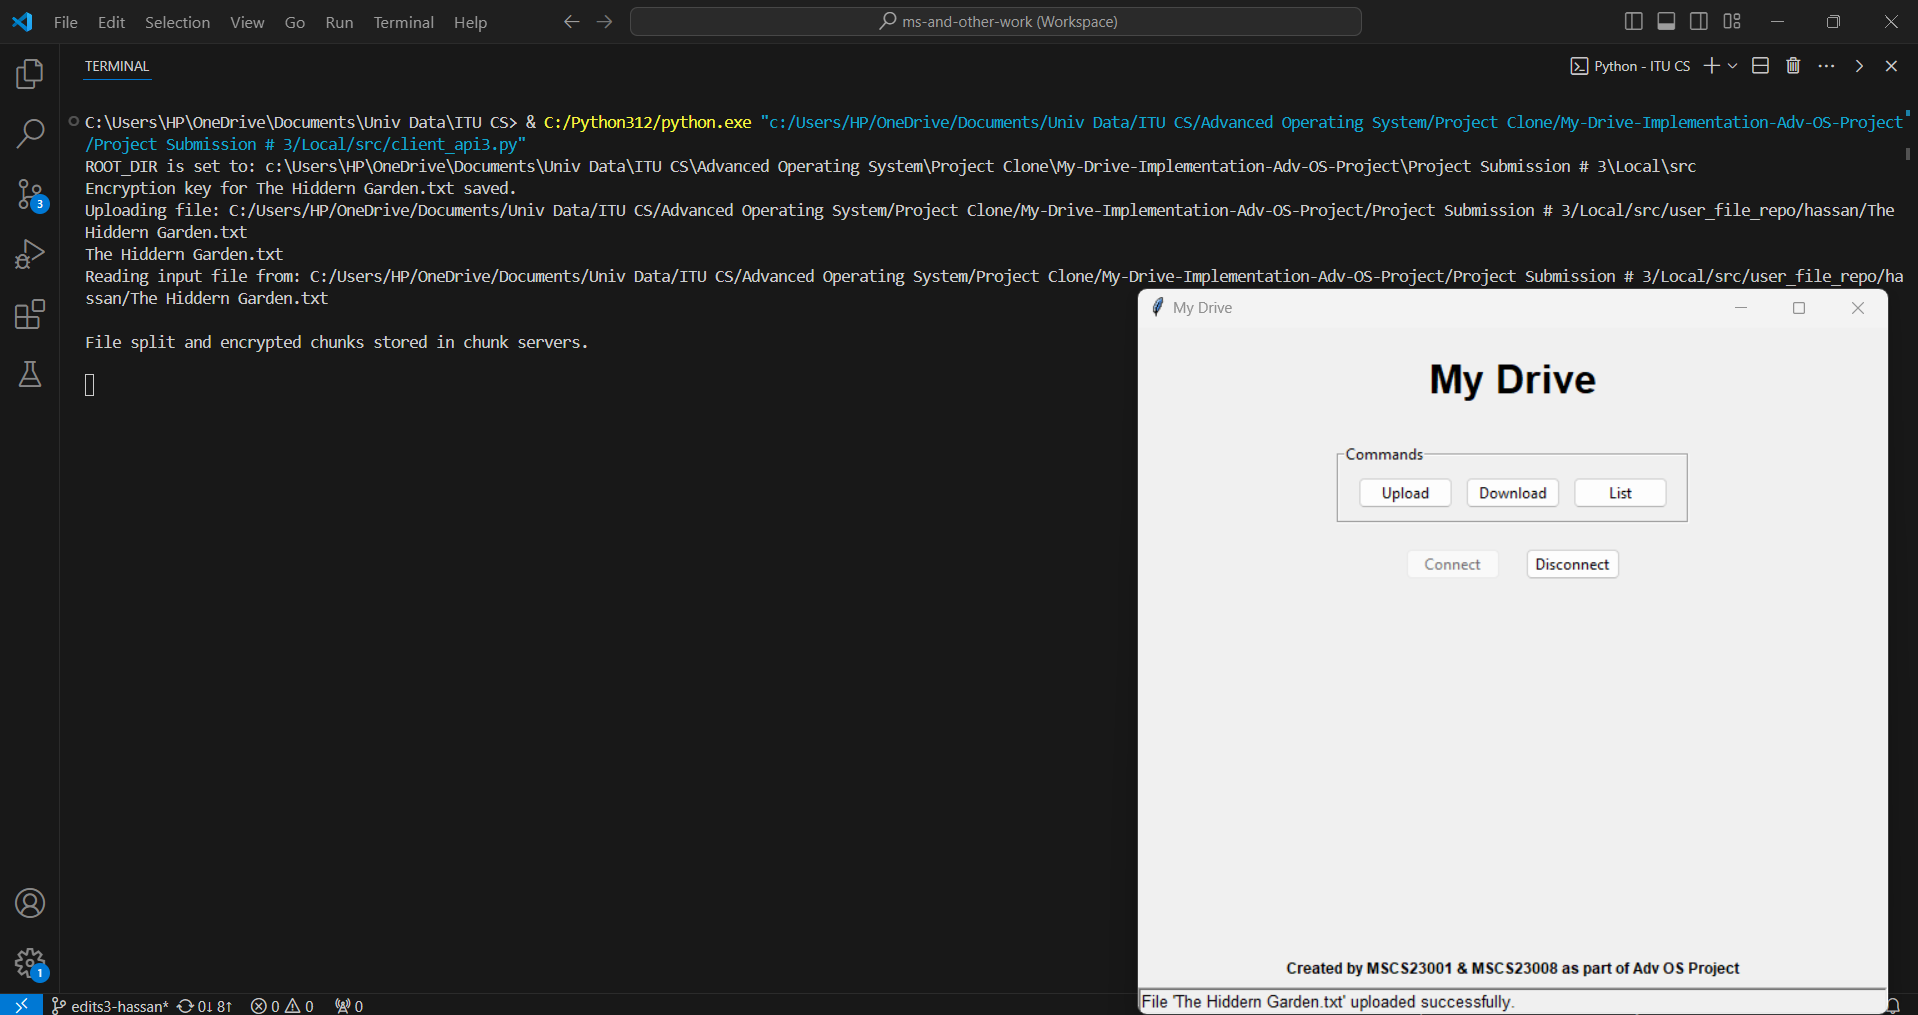 File Edit Selection View Go Run Terminal Help
ms-and-other-work (Workspace)
TERMINAL
Python - ITU CS
C:\Users\HP\OneDrive\Documents\Univ Data\ITU CS> & C:/Python312/python.exe "c:/Users/HP/OneDrive/Documents/Univ Data/ITU CS/Advanced Operating System/Project Clone/My-Drive-Implementation-Adv-OS-Project
/Project Submission # 3/Local/src/client_api3.py"
ROOT_DIR is set to: c:\Users\HP\OneDrive\Documents\Univ Data\ITU CS\Advanced Operating System\Project Clone\My-Drive-Implementation-Adv-OS-Project\Project Submission # 3\Local\src
Encryption key for The Hiddern Garden.txt saved.
Uploading file: C:/Users/HP/OneDrive/Documents/Univ Data/ITU CS/Advanced Operating System/Project Clone/My-Drive-Implementation-Adv-OS-Project/Project Submission # 3/Local/src/user_file_repo/hassan/The
Hiddern Garden.txt
The Hiddern Garden.txt
Reading input file from: C:/Users/HP/OneDrive/Documents/Univ Data/ITU CS/Advanced Operating System/Project Clone/My-Drive-Implementation-Adv-OS-Project/Project Submission # 3/Local/src/user_file_repo/ha
ssan/The Hiddern Garden.txt
File split and encrypted chunks stored in chunk servers.
3
1
My Drive
My Drive
Commands
Upload Download List
Connect Disconnect
Created by MSCS23001 & MSCS23008 as part of Adv OS Project
File 'The Hiddern Garden.txt' uploaded successfully.
edits3-hassan* 0↓ 8↑ 0 0 0